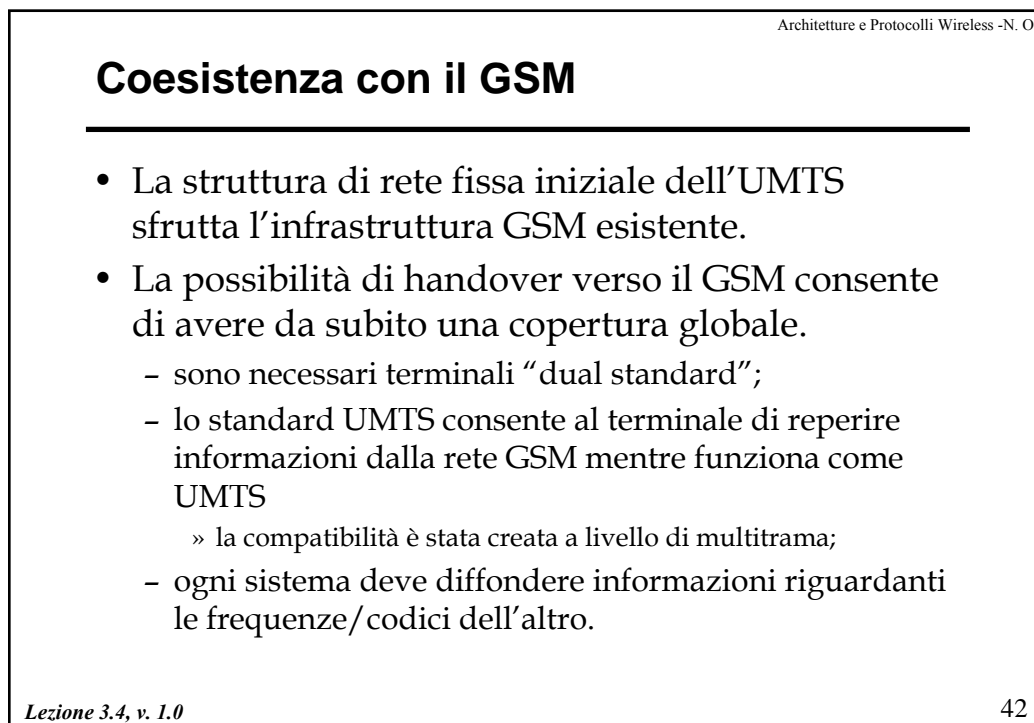 Architetture e Protocolli Wireless -N. O
Coesistenza con il GSM
• La struttura di rete fissa iniziale dell’UMTS
sfrutta l’infrastruttura GSM esistente.
• La possibilità di handover verso il GSM consente
di avere da subito una copertura globale.
– sono necessari terminali “dual standard”;
– lo standard UMTS consente al terminale di reperire
informazioni dalla rete GSM mentre funziona come
UMTS
» la compatibilità è stata creata a livello di multitrama;
– ogni sistema deve diffondere informazioni riguardanti
le frequenze/codici dell’altro.
Lezione 3.4, v. 1.0
42